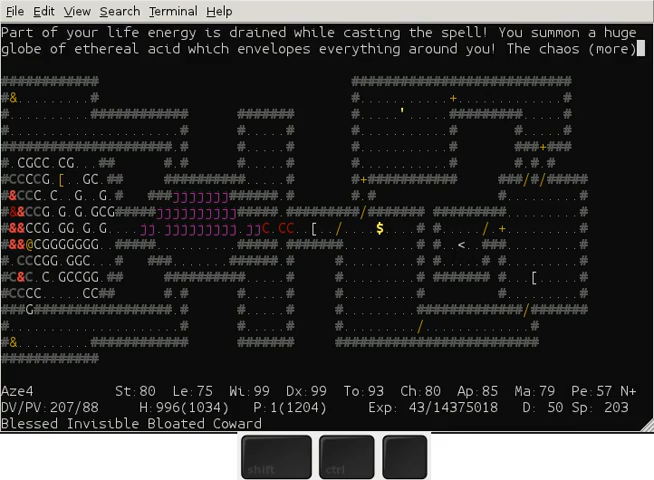 File Edit View Search Terminal Help
Part of your life energy is drained while casting the spell! You summon a huge
globe of ethereal acid which envelopes everything around you! The chaos (more)
Aze4 St:80 Le:75 Wi:99 Dx:99 To:93 Ch:80 Ap:85 Ma:79 Pe:57 N+
DV/PV:207/88 H:996(1034) P:1(1204) Exp: 43/14375018 D: 50 Sp: 203
Blessed Invisible Bloated Coward
shift ctrl